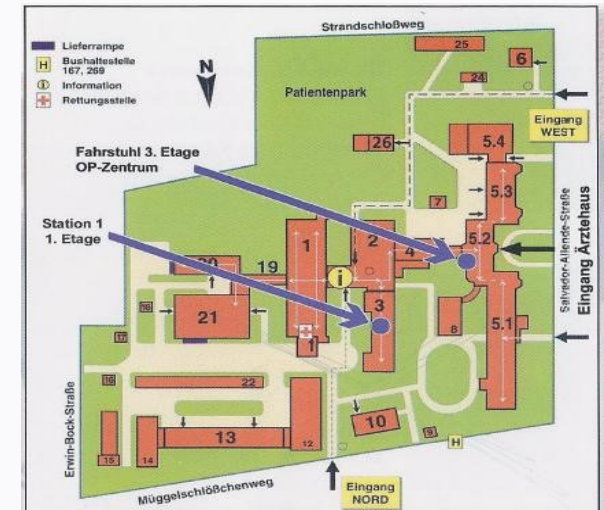 Strandschloßweg
Lieferrampe
H Bushaltestelle
167, 269
i Information
Rettungsstelle
N
Patientenpark
25
6
24
Eingang
WEST
26
5.4
Fahrstuhl 3. Etage
OP-Zentrum
5.3
7
Station 1
1. Etage
1
2
4
5.2
Salvador-Allende-Straße
Eingang Ärztehaus
20
19
i
3
21
18
5.1
8
1
17
16
22
Erwin-Bock-Straße
10
13
12
9
H
15
14
Müggelschlößchenweg
Eingang
NORD